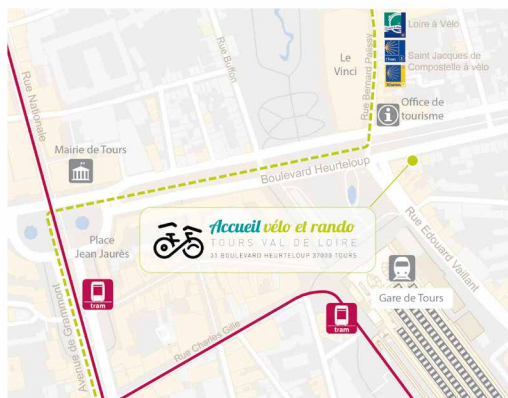 Loire à Vélo
Saint Jacques de
Compostelle à vélo
Rue Nationale
Rue Buffon
Le
Vinci
Rue Bernard Palissy
Office de
tourisme
Mairie de Tours
Boulevard Heurteloup
Accueil vélo et rando
TOURS VAL DE LOIRE
31 BOULEVARD HEURTELOUP 37000 TOURS
Place
Jean Jaurès
Rue Edouard Vaillant
Gare de Tours
tram
tram
Avenue de Grammont
Rue Charles Gille